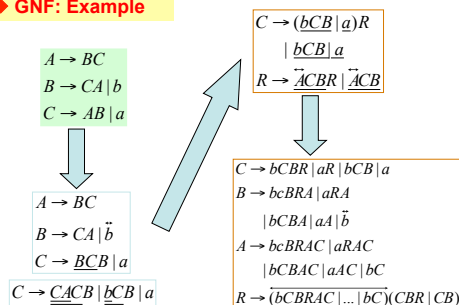 GNF: Example
A → BC
B → CA | b
C → AB | a
A → BC
B → CA | b
C → BCB | a
C → CACB | bCB | a
C → (bCB | a)R
| bCB | a
R → ACBR | ACB
C → bCBR | aR | bCB | a
B → bcBRA | aRA
| bCBA | aA | b
A → bcBRAC | aRAC
| bCBAC | aAC | bC
R → (bCBRAC | ... | bC)(CBR | CB)